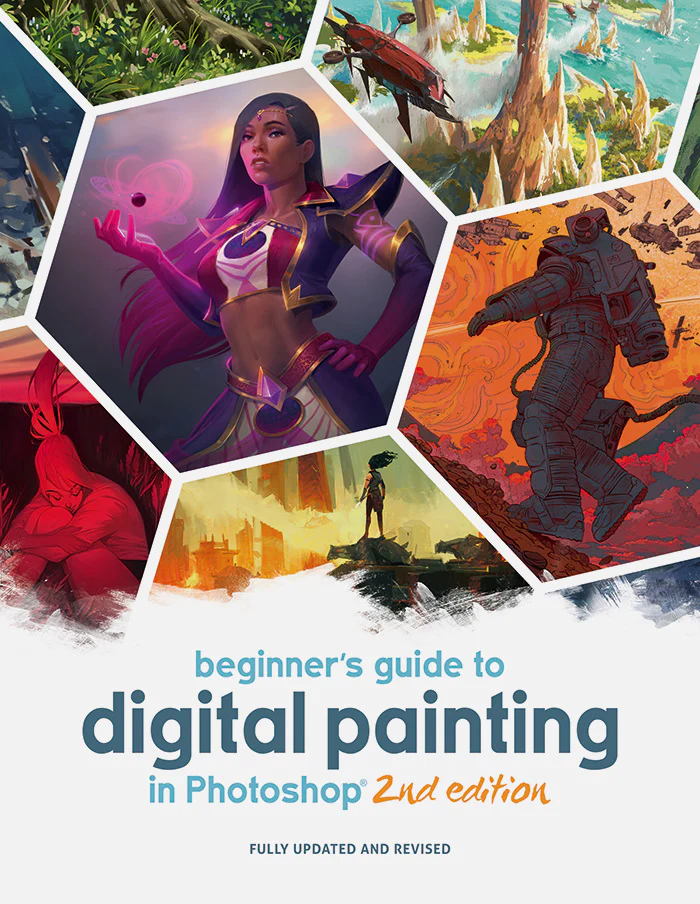 beginner's guide to
digital painting
in Photoshop® 2nd edition
FULLY UPDATED AND REVISED